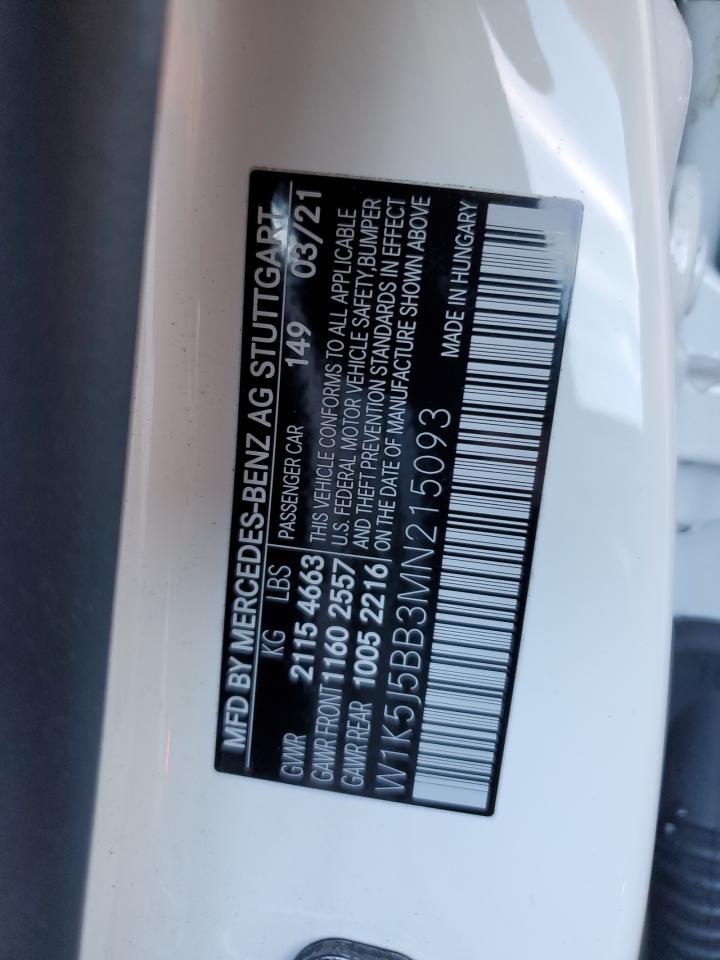 MFD BY MERCEDES-BENZ AG STUTTGART
KG LBS PASSENGER CAR 149 03/21
GVWR 2115 4663 THIS VEHICLE CONFORMS TO ALL APPLICABLE
GAWR FRONT 1160 2557 U.S. FEDERAL MOTOR VEHICLE SAFETY, BUMPER
GAWR REAR 1005 2216 AND THEFT PREVENTION STANDARDS IN EFFECT
ON THE DATE OF MANUFACTURE SHOWN ABOVE
W1K5J5BB3MN215093 MADE IN HUNGARY